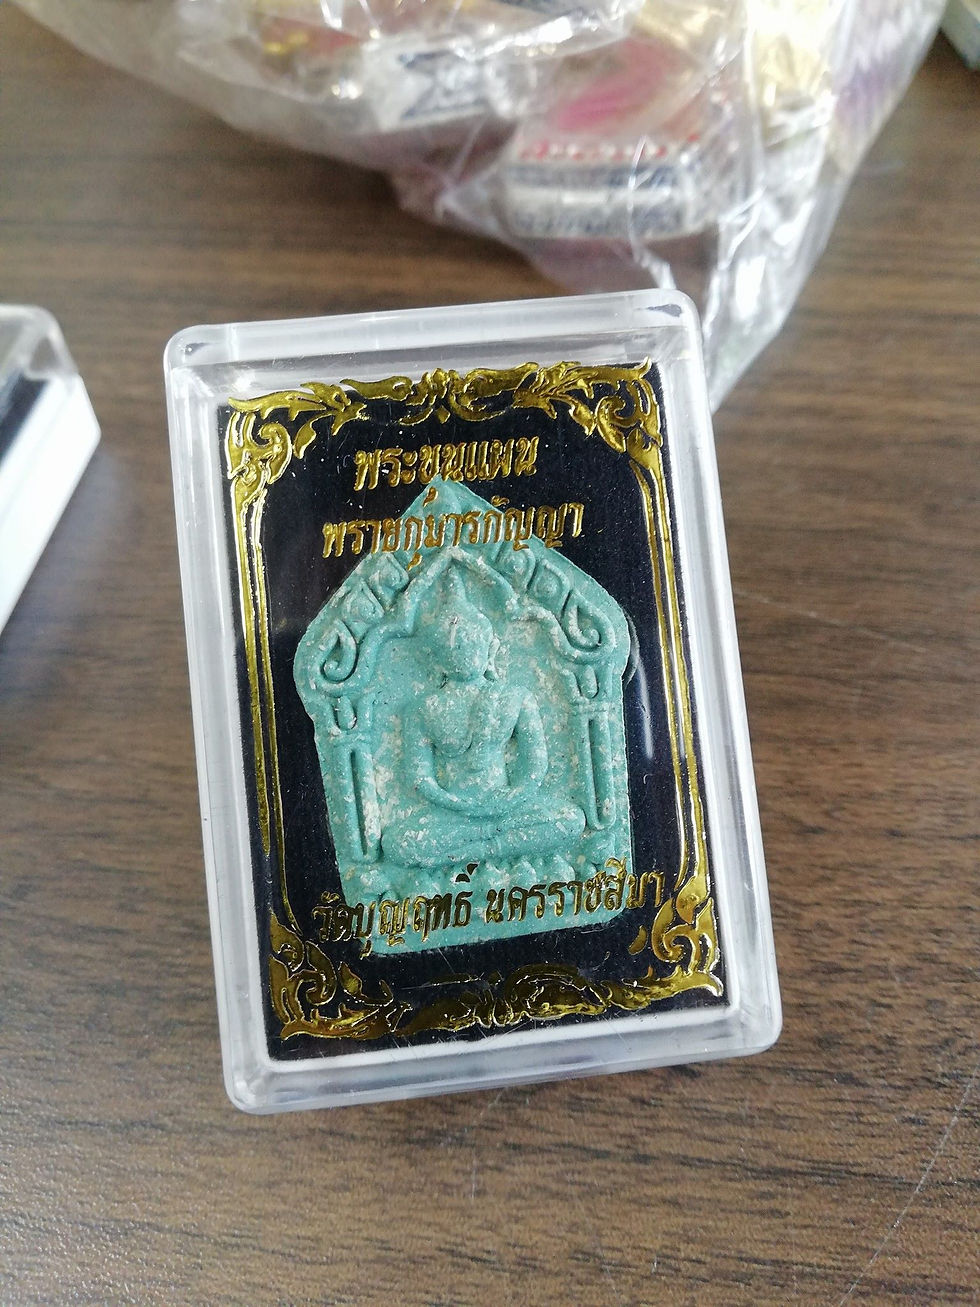 พระขุนแผน
พรายกุมารกัญญา
วัดบุญฤทธิ์ นครราชสีมา